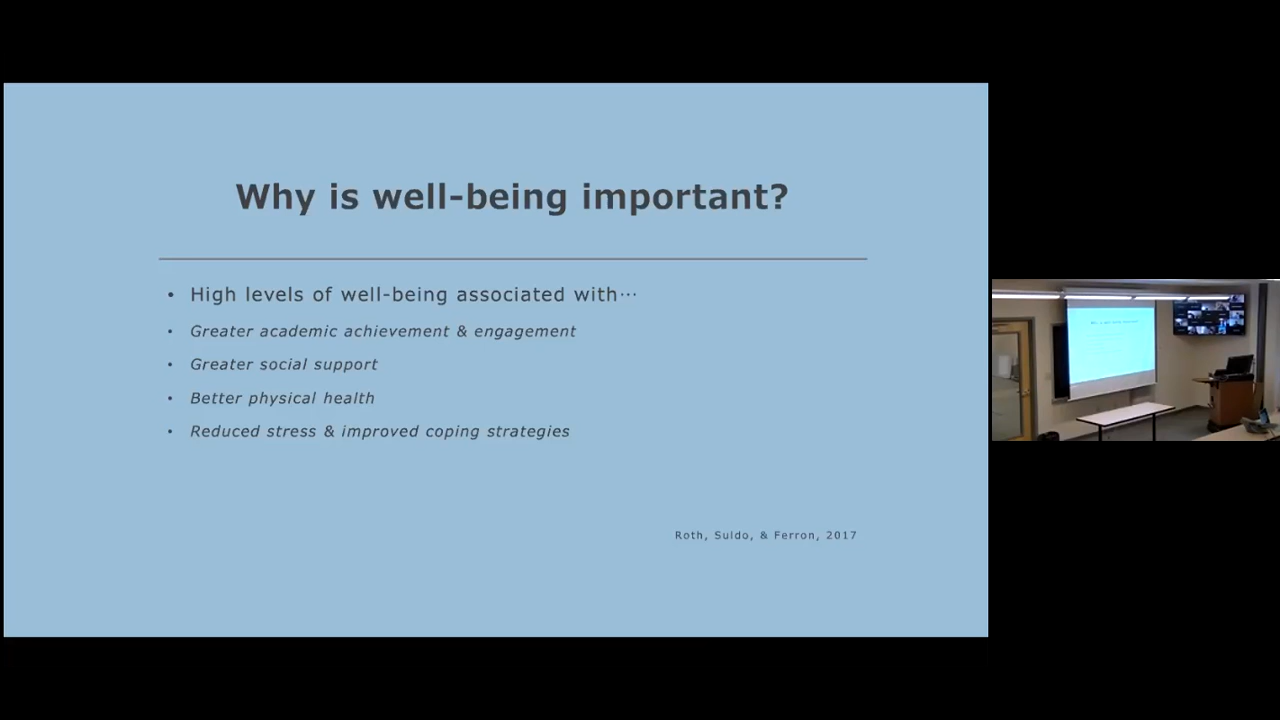 Why is well-being important?
• High levels of well-being associated with···
• Greater academic achievement & engagement
• Greater social support
• Better physical health
• Reduced stress & improved coping strategies
Roth, Suldo, & Ferron, 2017